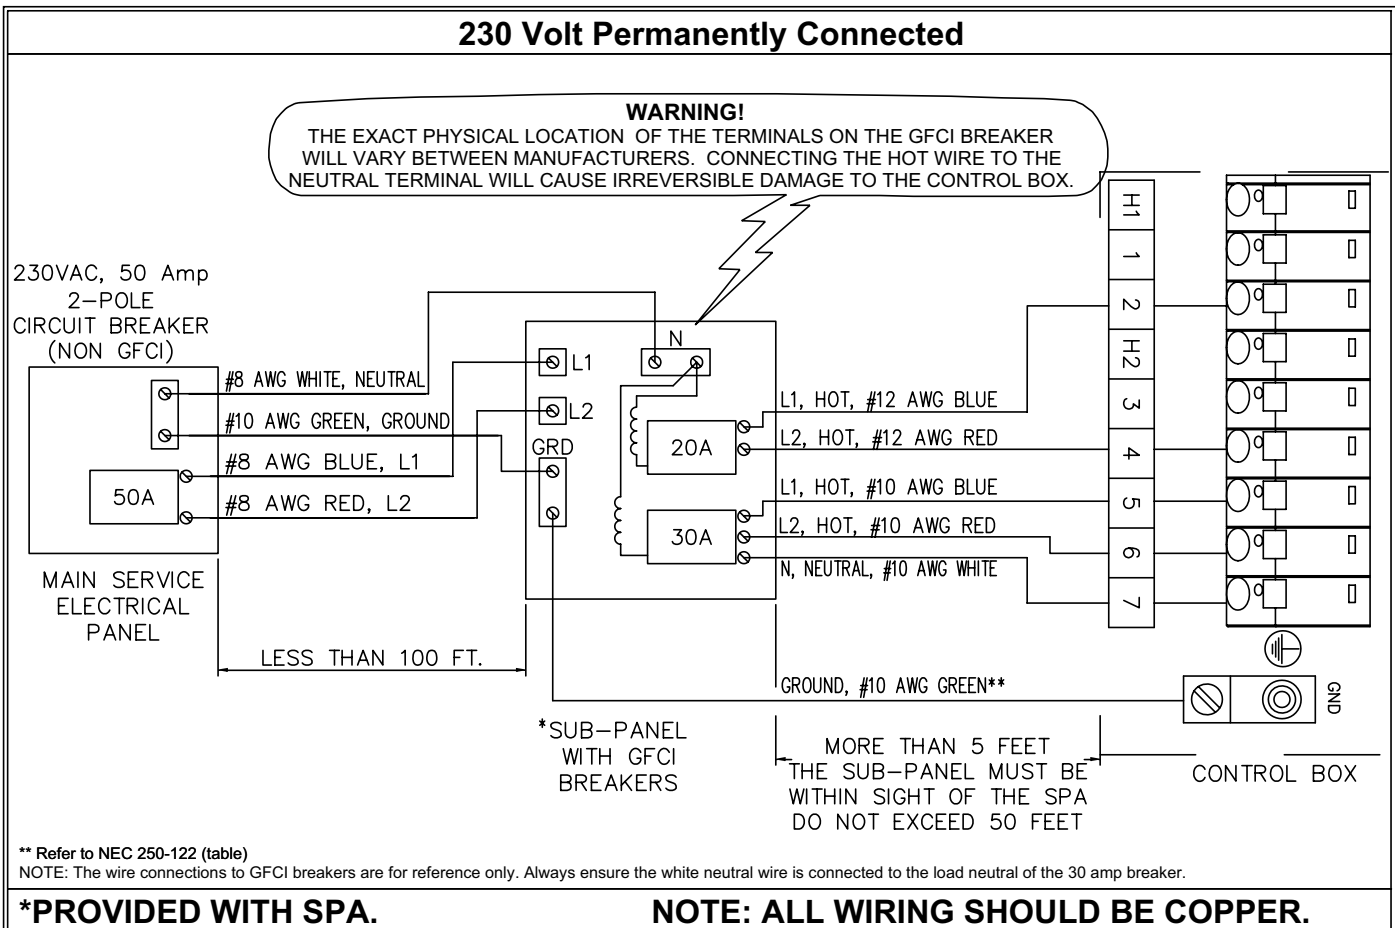 230 Volt Permanently Connected
WARNING!
THE EXACT PHYSICAL LOCATION OF THE TERMINALS ON THE GFCI BREAKER
WILL VARY BETWEEN MANUFACTURERS. CONNECTING THE HOT WIRE TO THE
NEUTRAL TERMINAL WILL CAUSE IRREVERSIBLE DAMAGE TO THE CONTROL BOX.
230VAC, 50 Amp
2-POLE
CIRCUIT BREAKER
(NON GFCI)
#8 AWG WHITE, NEUTRAL
#10 AWG GREEN, GROUND
#8 AWG BLUE, L1
#8 AWG RED, L2
50A
MAIN SERVICE
ELECTRICAL
PANEL
LESS THAN 100 FT.
N
L1
L2
GRD
20A
30A
*SUB-PANEL
WITH GFCI
BREAKERS
L1, HOT, #12 AWG BLUE
L2, HOT, #12 AWG RED
L1, HOT, #10 AWG BLUE
L2, HOT, #10 AWG RED
N, NEUTRAL, #10 AWG WHITE
GROUND, #10 AWG GREEN**
MORE THAN 5 FEET
THE SUB-PANEL MUST BE
WITHIN SIGHT OF THE SPA
DO NOT EXCEED 50 FEET
H1
1
2
H2
3
4
5
6
7
GND
CONTROL BOX
** Refer to NEC 250-122 (table)
NOTE: The wire connections to GFCI breakers are for reference only. Always ensure the white neutral wire is connected to the load neutral of the 30 amp breaker.
*PROVIDED WITH SPA.
NOTE: ALL WIRING SHOULD BE COPPER.